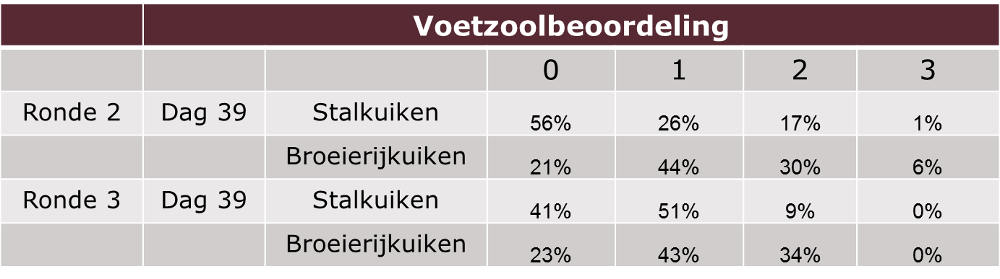 Voetzoolbeoordeling
0 1 2 3
Ronde 2 Dag 39 Stalkuiken 56% 26% 17% 1%
Broeierijkuiken 21% 44% 30% 6%
Ronde 3 Dag 39 Stalkuiken 41% 51% 9% 0%
Broeierijkuiken 23% 43% 34% 0%